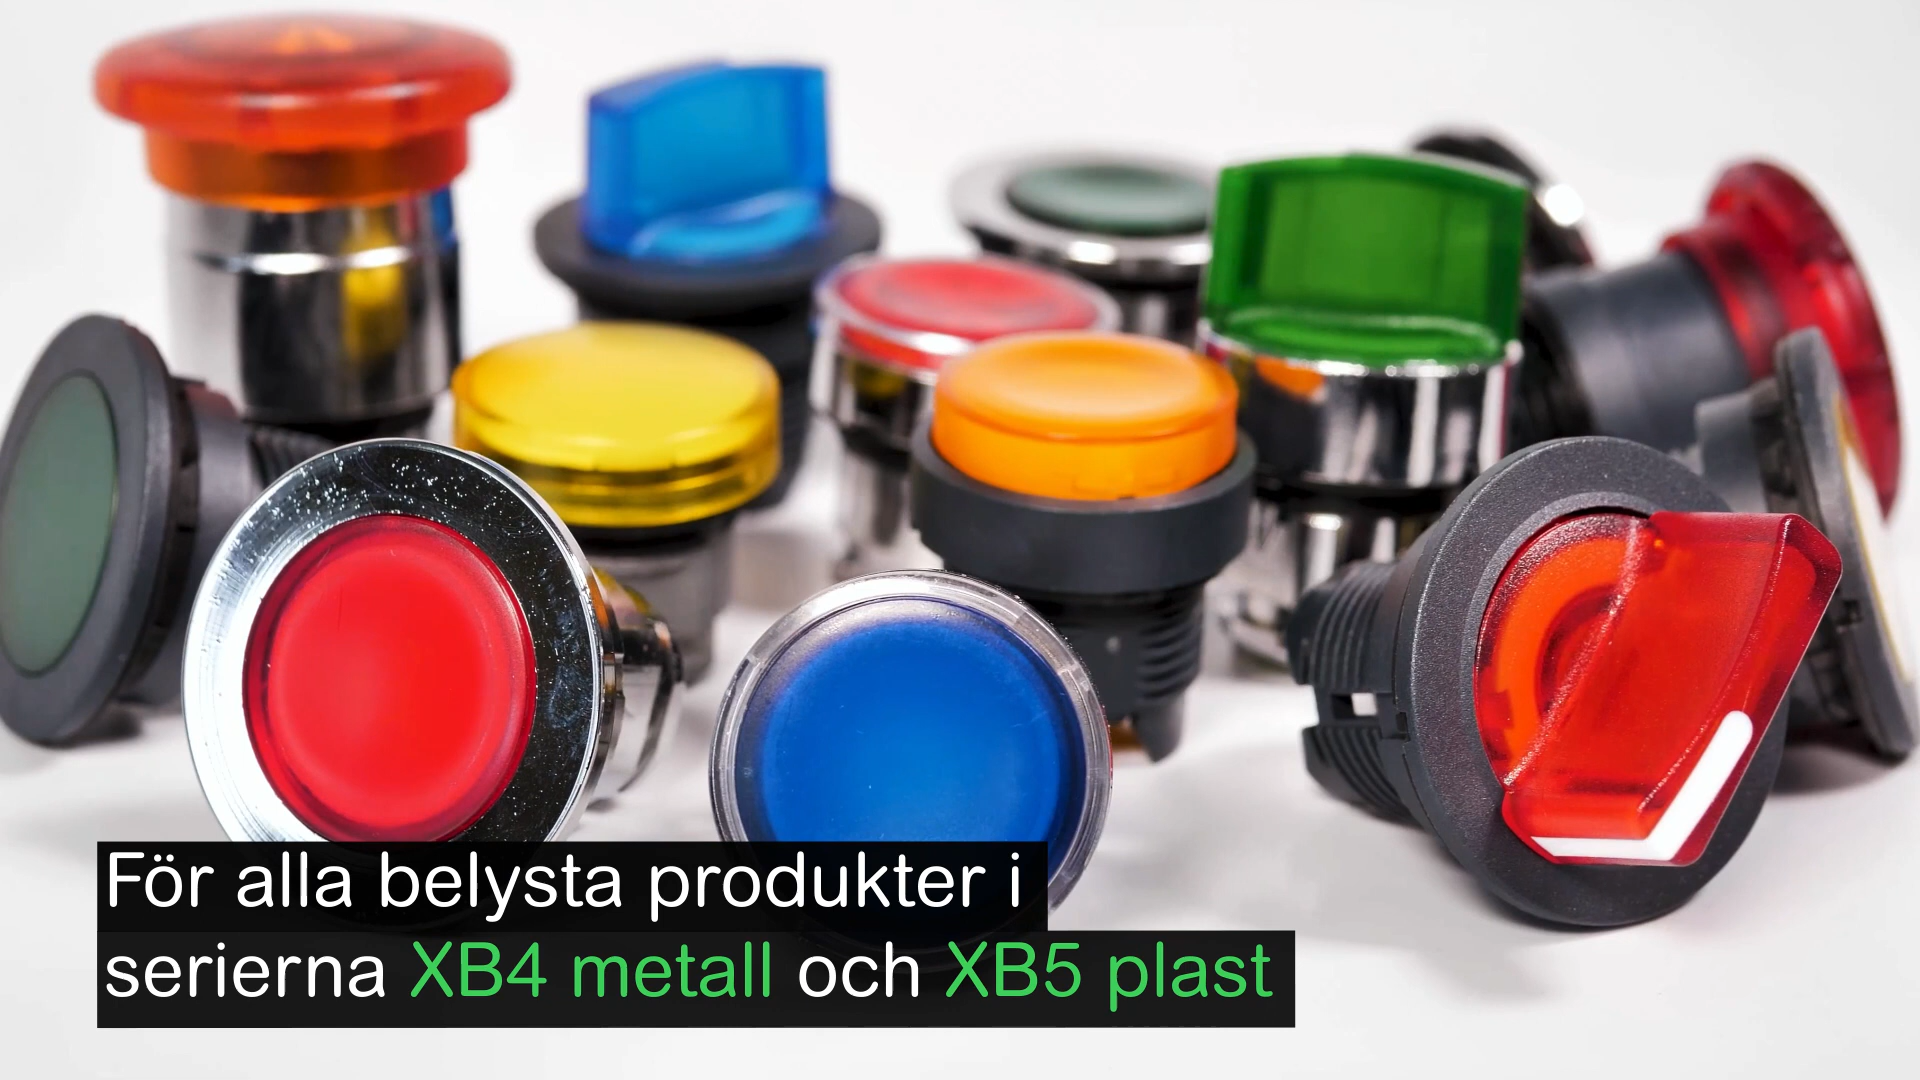 För alla belysta produkter i
serierna XB4 metall och XB5 plast